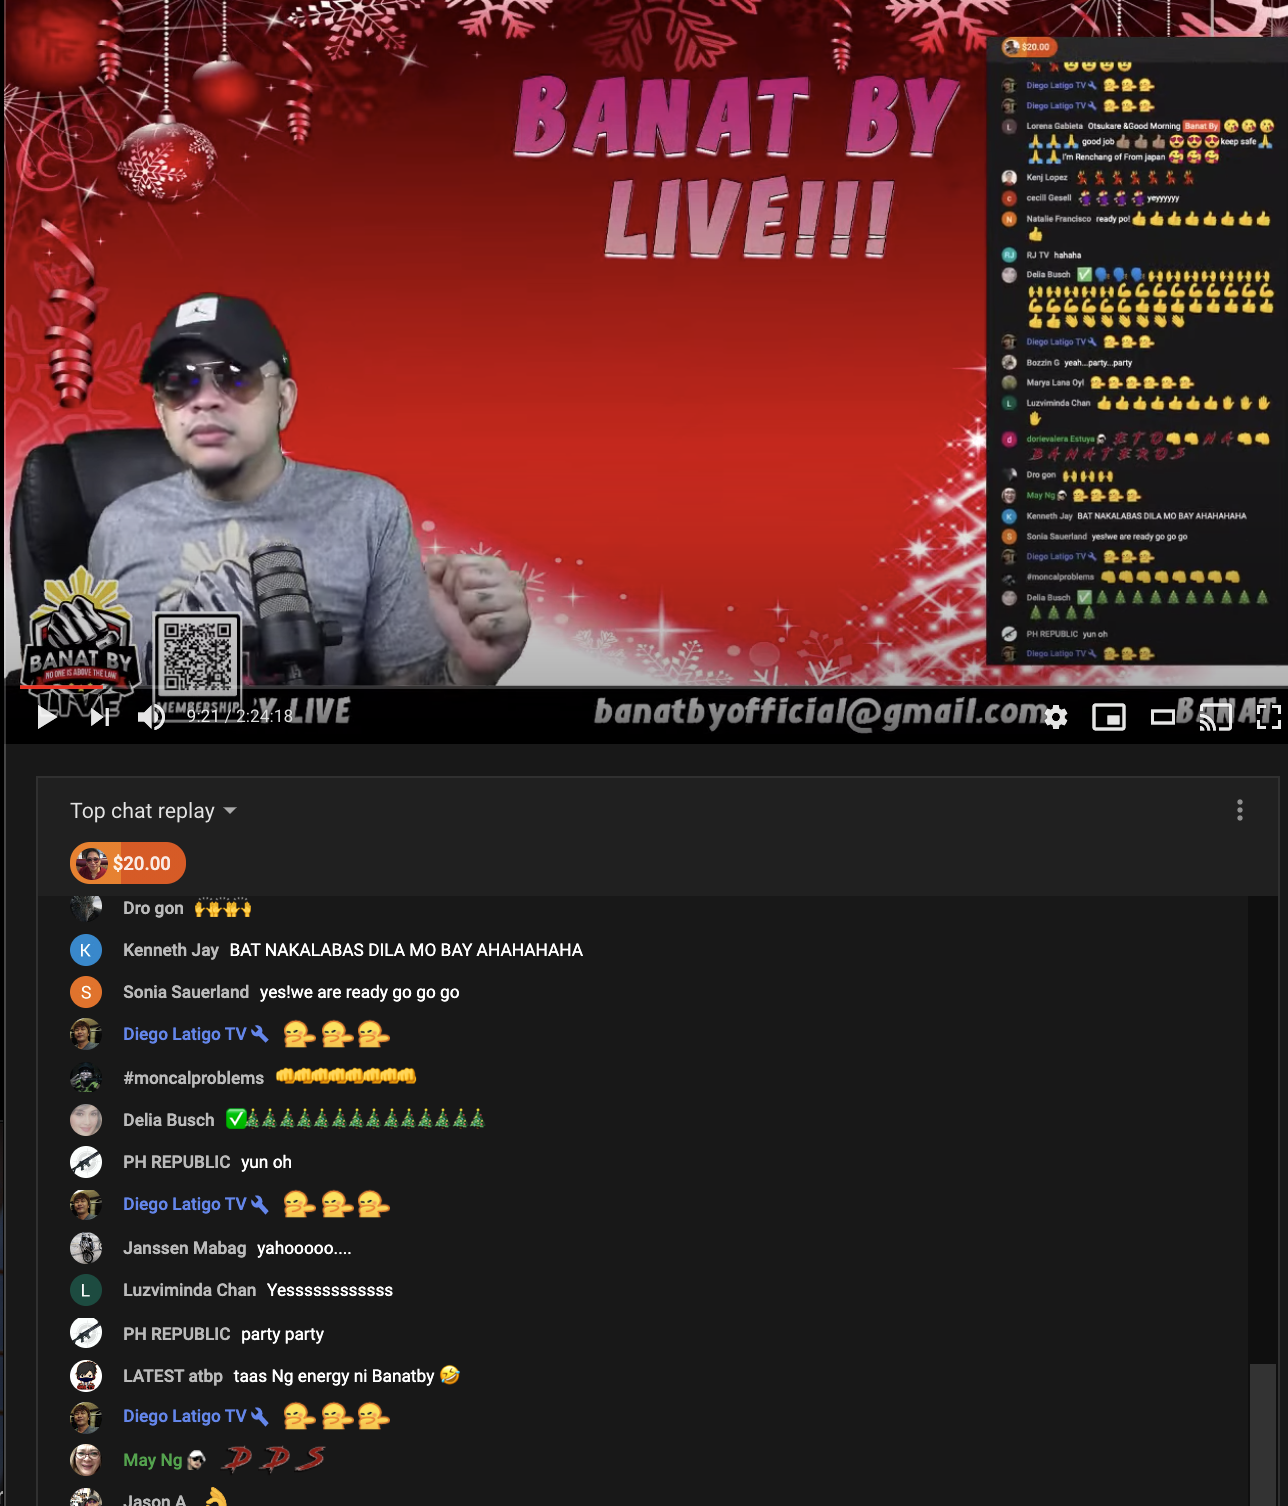 BANAT BY
LIVE!!!
$20.00
Diego Latigo TV
Diego Latigo TV
L Lorena Gabieta Otsukare &Good Morning Banat By
good job keep safe
I'm Renchang of From japan
Kenj Lopez
c cecill Gesell yeyyyyyy
N Natalie Francisco ready po!
RJ RJ TV hahaha
Delia Busch
Diego Latigo TV
Bozzin G yeah...party...party
Marya Lana Oy!
L Luzviminda Chan
d dorievalera Estuya E T O N A
B A N A T E R O S
Dro gon
May Ng
K Kenneth Jay BAT NAKALABAS DILA MO BAY AHAHAHAHA
S Sonia Sauerland yes!we are ready go go go
Diego Latigo TV
#moncalproblems
Delia Busch
PH REPUBLIC yun oh
Diego Latigo TV
BANAT BY
NO ONE IS ABOVE THE LAW
LIVE
MEMBERSHIP
9:21 / 2:24:18
Y LIVE
banatbyofficial@gmail.com
BANAT
Top chat replay
$20.00
Dro gon
K Kenneth Jay BAT NAKALABAS DILA MO BAY AHAHAHAHA
S Sonia Sauerland yes!we are ready go go go
Diego Latigo TV
#moncalproblems
Delia Busch
PH REPUBLIC yun oh
Diego Latigo TV
Janssen Mabag yahooooo....
L Luzviminda Chan Yessssssssssss
PH REPUBLIC party party
LATEST atbp taas Ng energy ni Banatby
Diego Latigo TV
May Ng D D S
Jason A